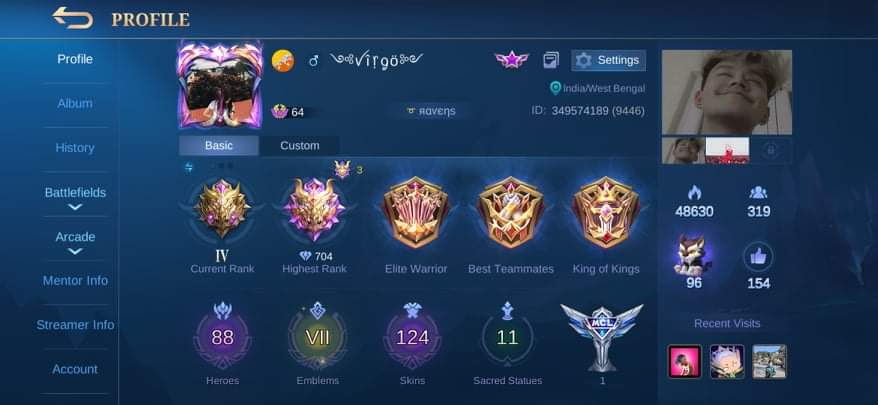 PROFILE
Profile
Album
History
Battlefields
Arcade
Mentor Info
Streamer Info
Account
Settings
India/West Bengal
64
ID: 349574189 (9446)
Basic
Custom
3
IV
704
Current Rank
Highest Rank
Elite Warrior
Best Teammates
King of Kings
88
VII
124
11
MCL
Heroes
Emblems
Skins
Sacred Statues
1
48630
319
96
154
Recent Visits